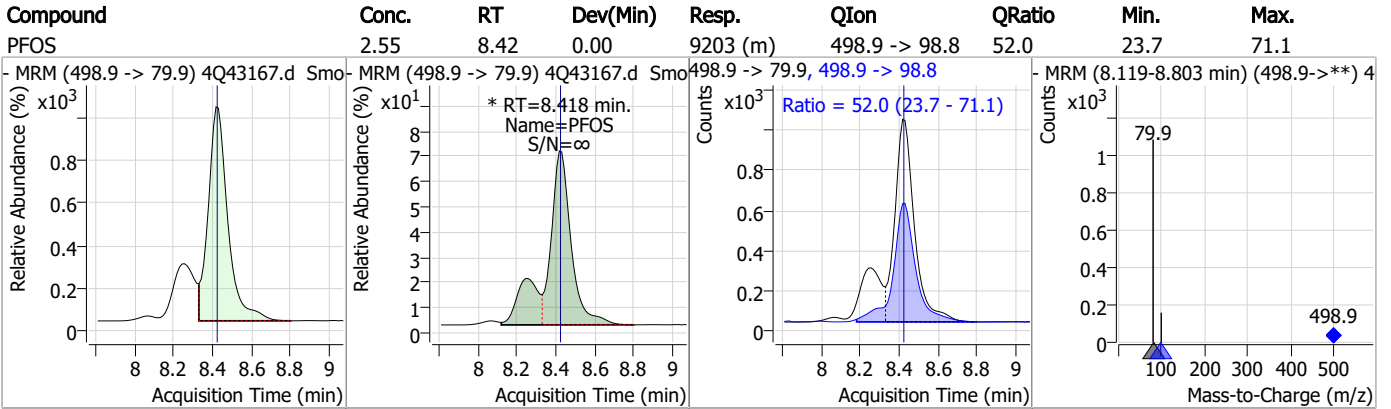 Compound Conc. RT Dev(Min) Resp. QIon QRatio Min. Max.
PFOS 2.55 8.42 0.00 9203 (m) 498.9 -> 98.8 52.0 23.7 71.1
- MRM (498.9 -> 79.9) 4Q43167.d Smo
Relative Abundance (%)
x10³
0.8
0.6
0.4
0.2
0
8 8.2 8.4 8.6 8.8 9
Acquisition Time (min)
- MRM (498.9 -> 79.9) 4Q43167.d Smo
Relative Abundance (%)
x10¹
* RT=8.418 min.
Name=PFOS
S/N=∞
8
7
6
5
4
3
2
1
0
8 8.2 8.4 8.6 8.8 9
Acquisition Time (min)
498.9 -> 79.9, 498.9 -> 98.8
Counts
x10³
Ratio = 52.0 (23.7 - 71.1)
0.8
0.6
0.4
0.2
0
8 8.2 8.4 8.6 8.8 9
Acquisition Time (min)
- MRM (8.119-8.803 min) (498.9->**) 4
Counts
x10³
79.9
1
0.8
0.6
0.4
0.2
0
498.9
100 200 300 400 500
Mass-to-Charge (m/z)